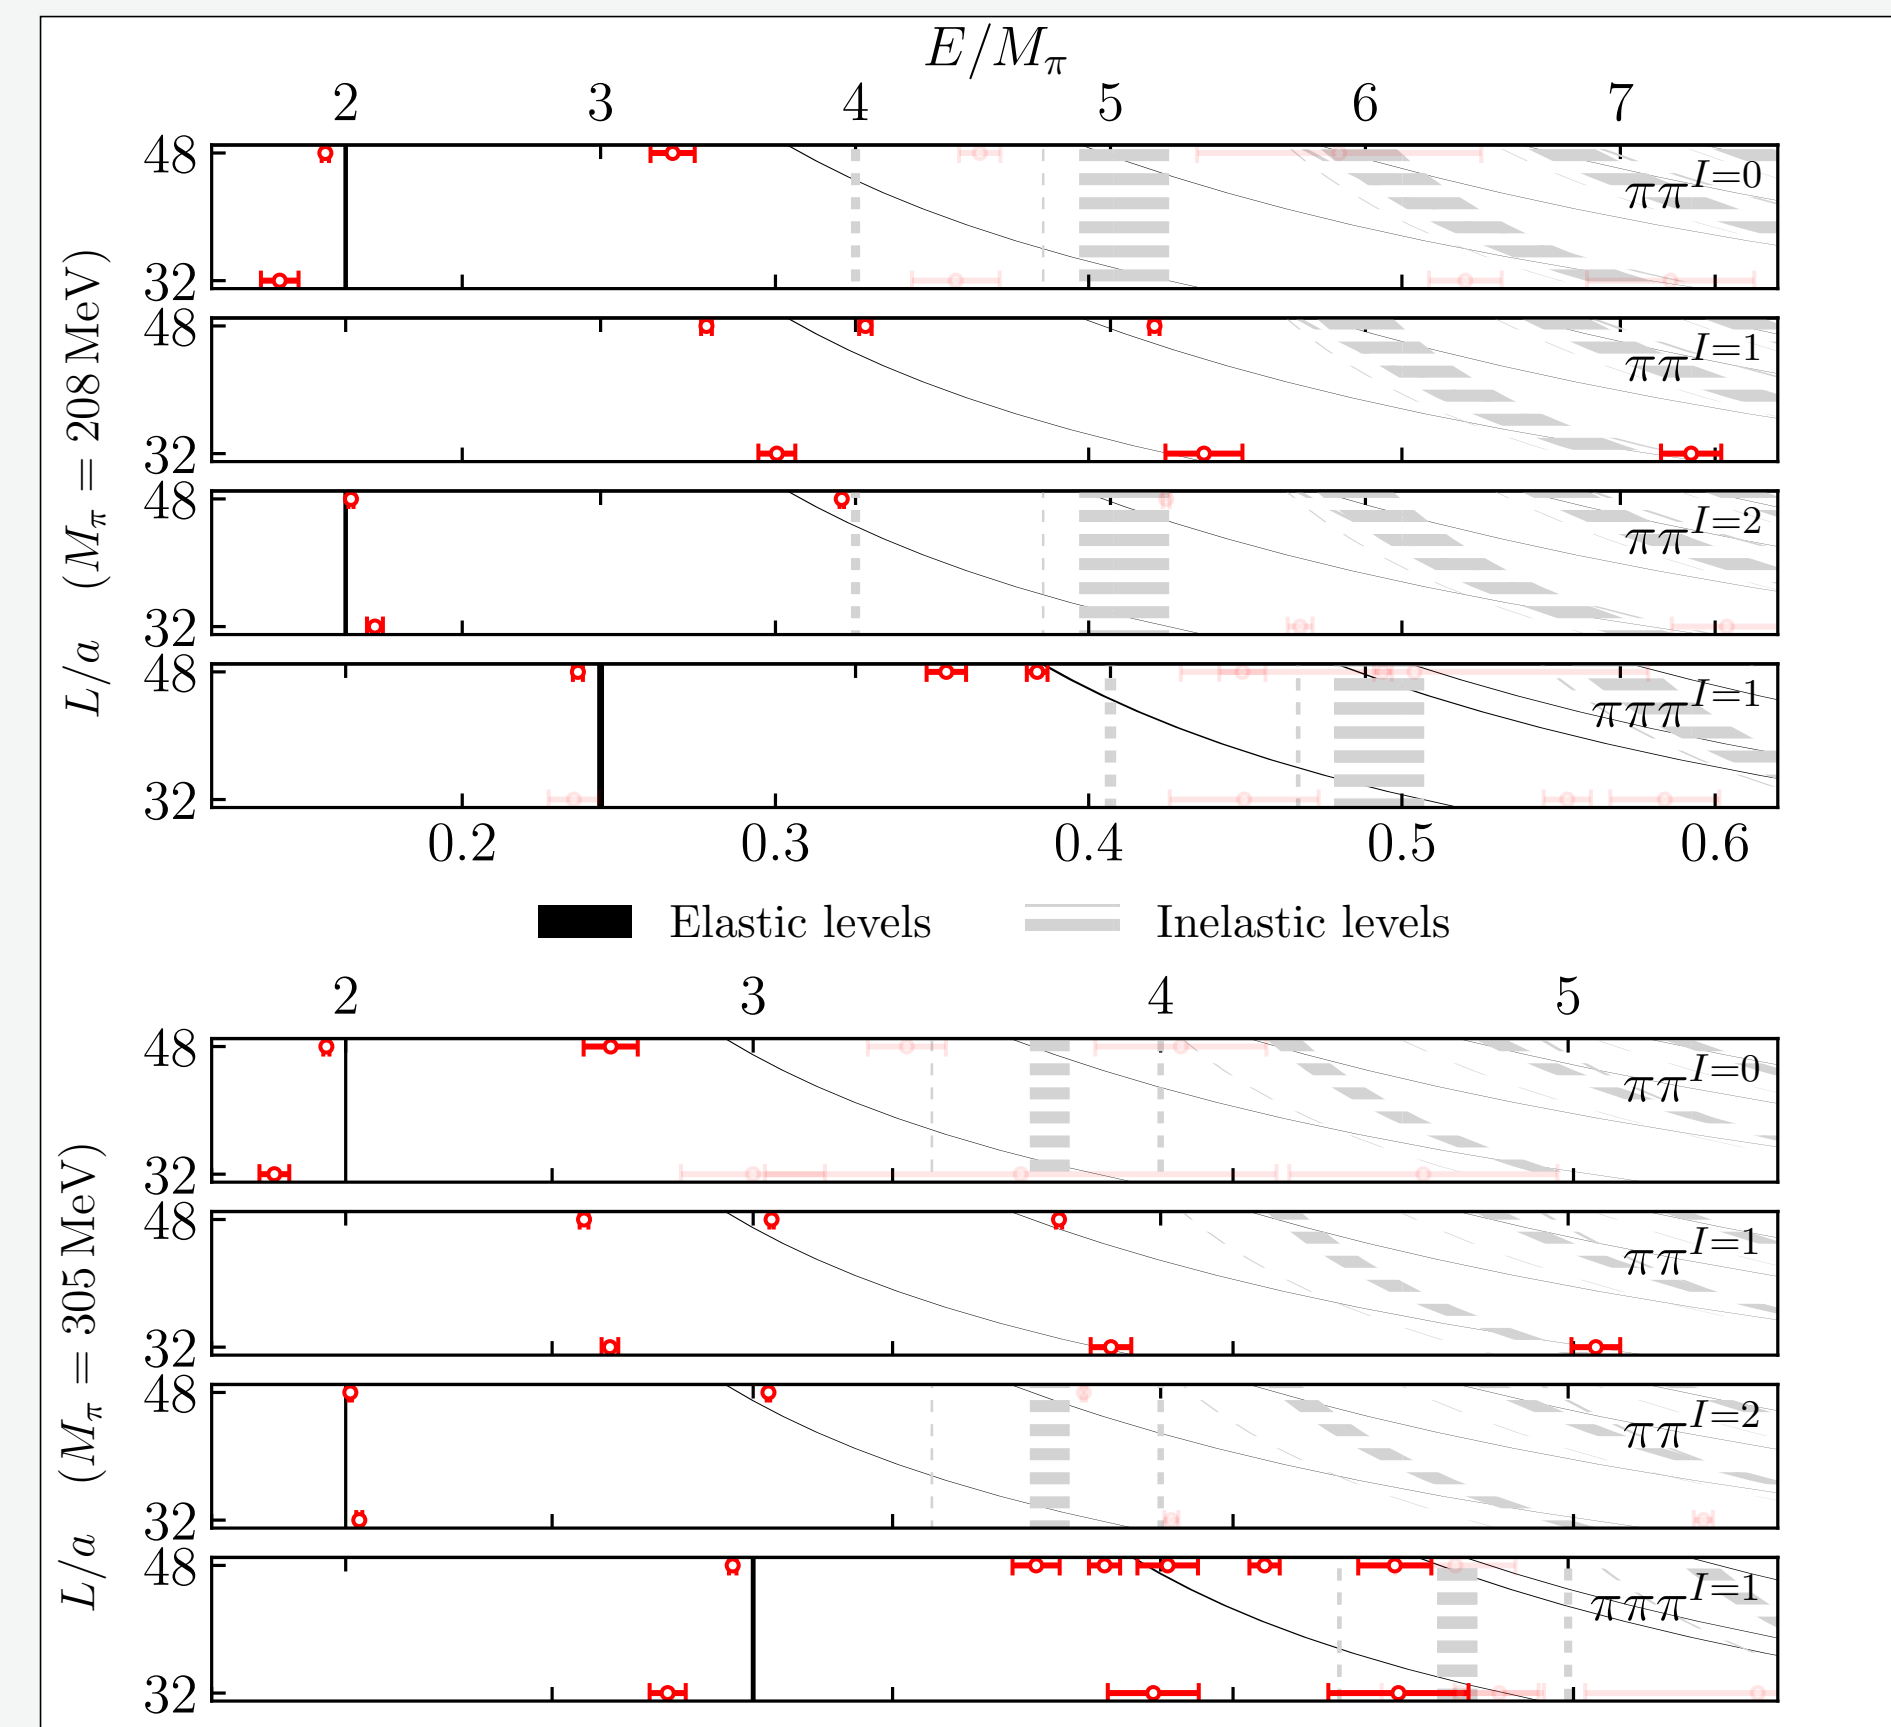 E/M_π
2 3 4 5 6 7
48
ππ^{I=0}
32
48
ππ^{I=1}
32
48
ππ^{I=2}
32
48
πππ^{I=1}
32
L/a (M_π = 208 MeV)
0.2 0.3 0.4 0.5 0.6
Elastic levels Inelastic levels
2 3 4 5
48
ππ^{I=0}
32
48
ππ^{I=1}
32
48
ππ^{I=2}
32
48
πππ^{I=1}
32
L/a (M_π = 305 MeV)